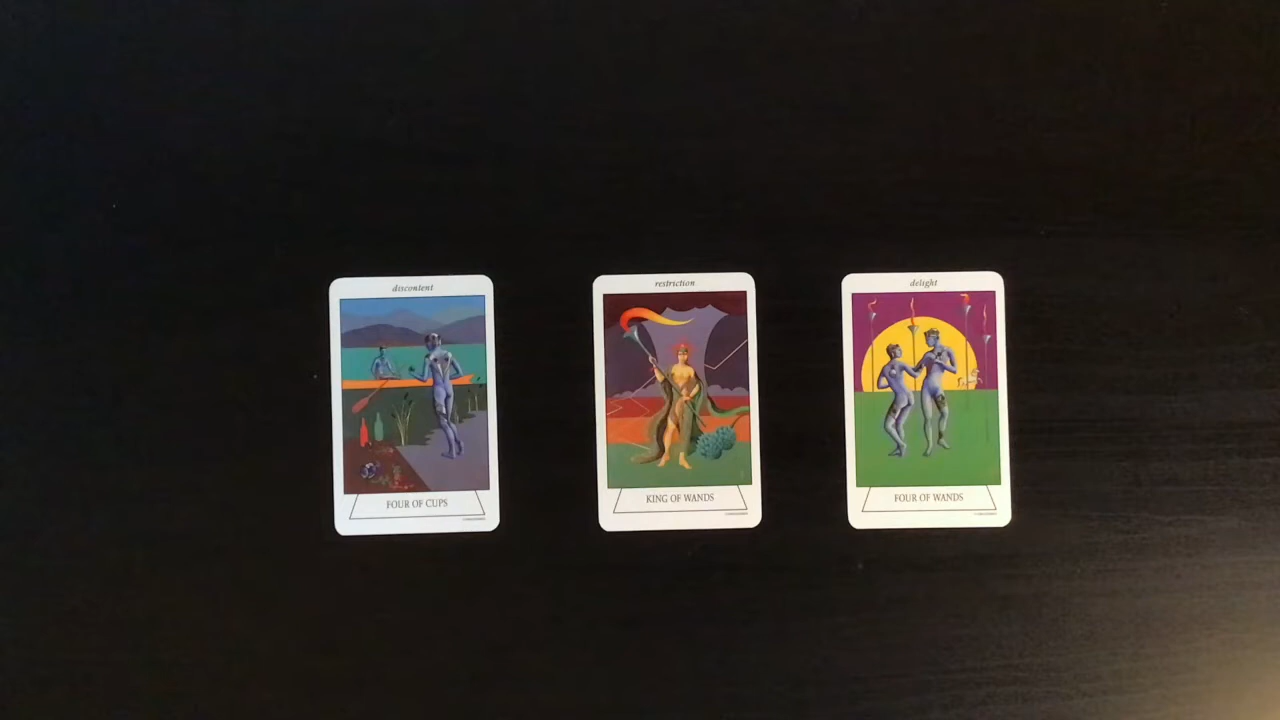 discontent
FOUR OF CUPS
restriction
KING OF WANDS
delight
FOUR OF WANDS